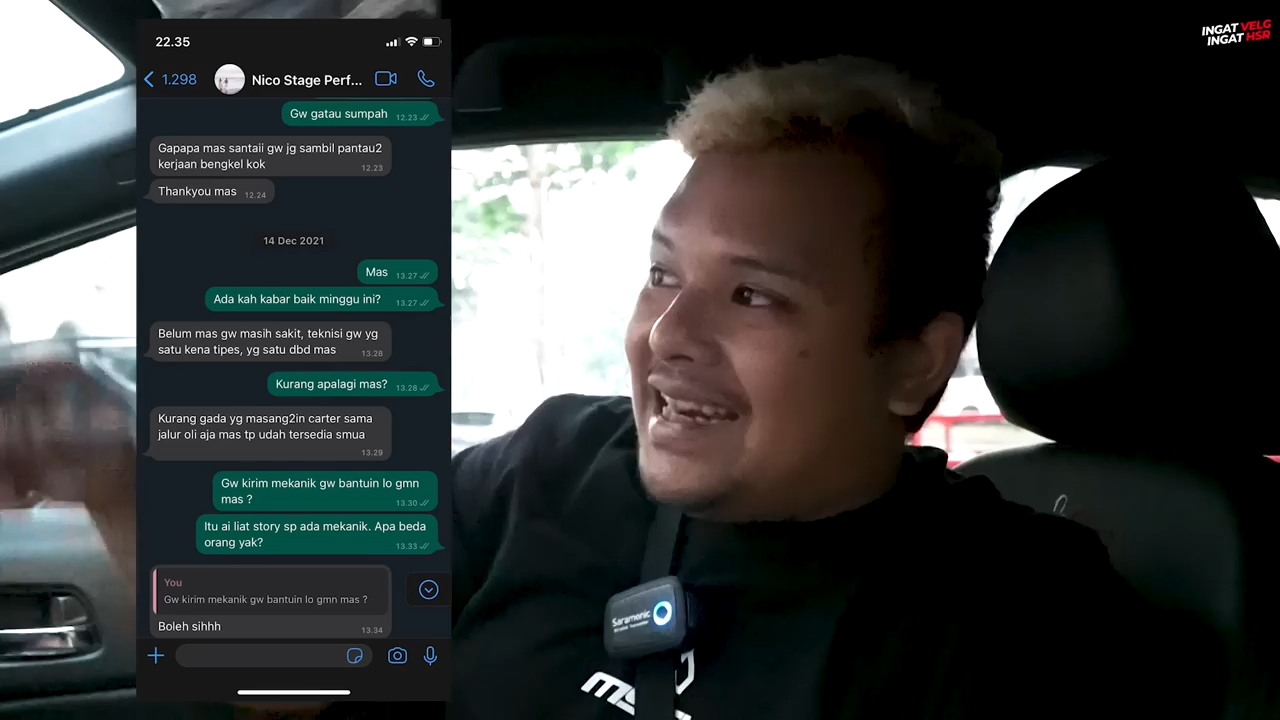 22.35
1.298
Nico Stage Perf...
Gw gatau sumpah 12.23
Gapapa mas santaii gw jg sambil pantau2
kerjaan bengkel kok
12.23
Thankyou mas 12.24
14 Dec 2021
Mas 13.27
Ada kah kabar baik minggu ini? 13.27
Belum mas gw masih sakit, teknisi gw yg
satu kena tipes, yg satu dbd mas 13.28
Kurang apalagi mas? 13.28
Kurang gada yg masang2in carter sama
jalur oli aja mas tp udah tersedia smua
13.29
Gw kirim mekanik gw bantuin lo gmn
mas ? 13.30
Itu ai liat story sp ada mekanik. Apa beda
orang yak? 13.33
You
Gw kirim mekanik gw bantuin lo gmn mas ?
Boleh sihhh 13.34
INGAT VELG
INGAT HSR
Saramonic